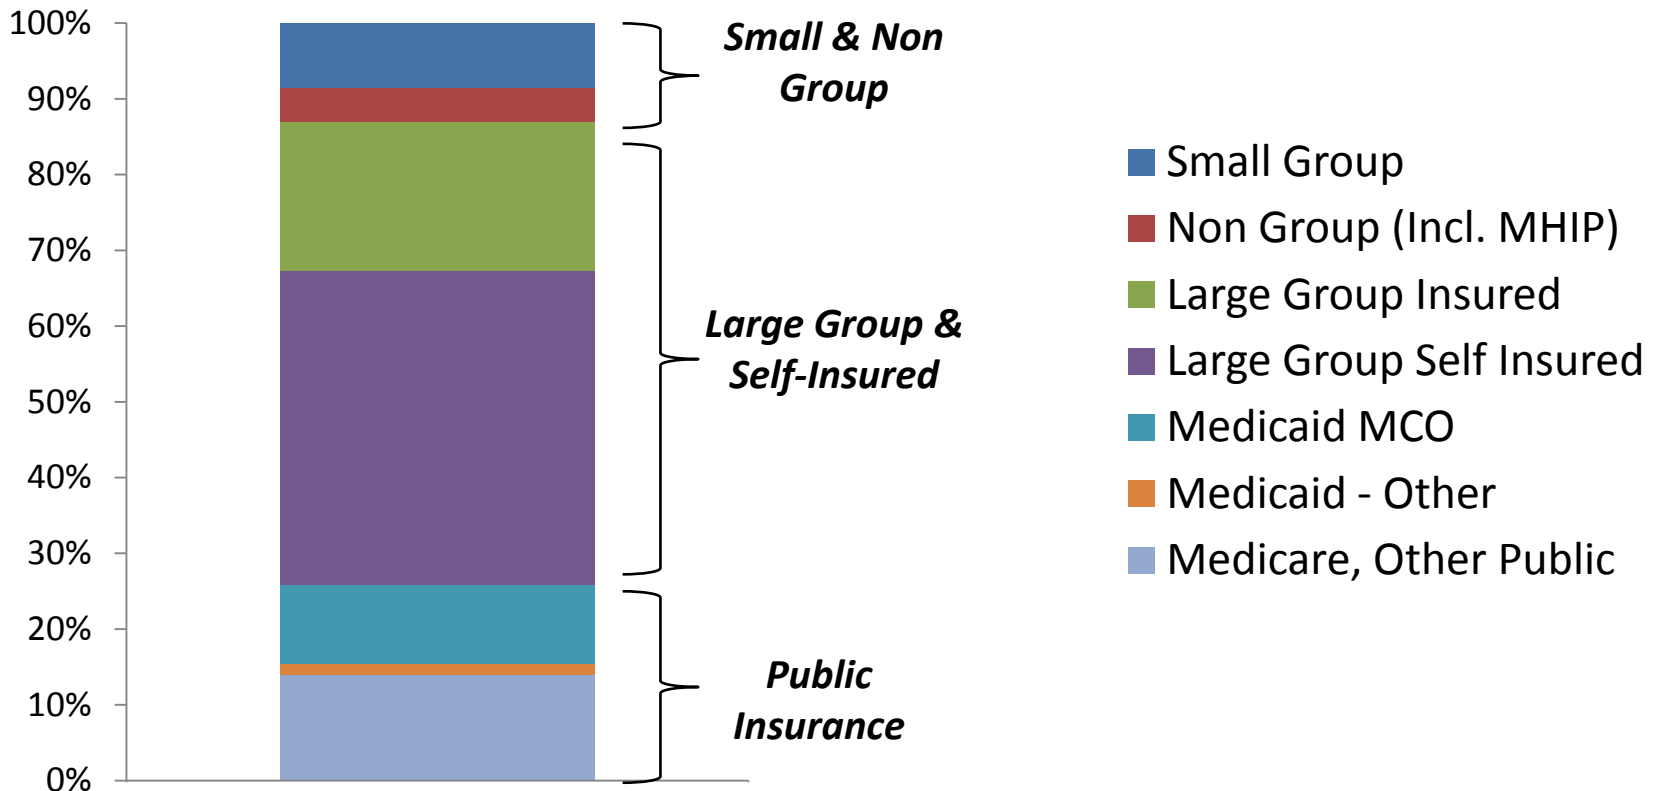 100%
90%
80%
70%
60%
50%
40%
30%
20%
10%
0%
Small & Non
Group
Large Group &
Self-Insured
Public
Insurance
Small Group
Non Group (Incl. MHIP)
Large Group Insured
Large Group Self Insured
Medicaid MCO
Medicaid - Other
Medicare, Other Public